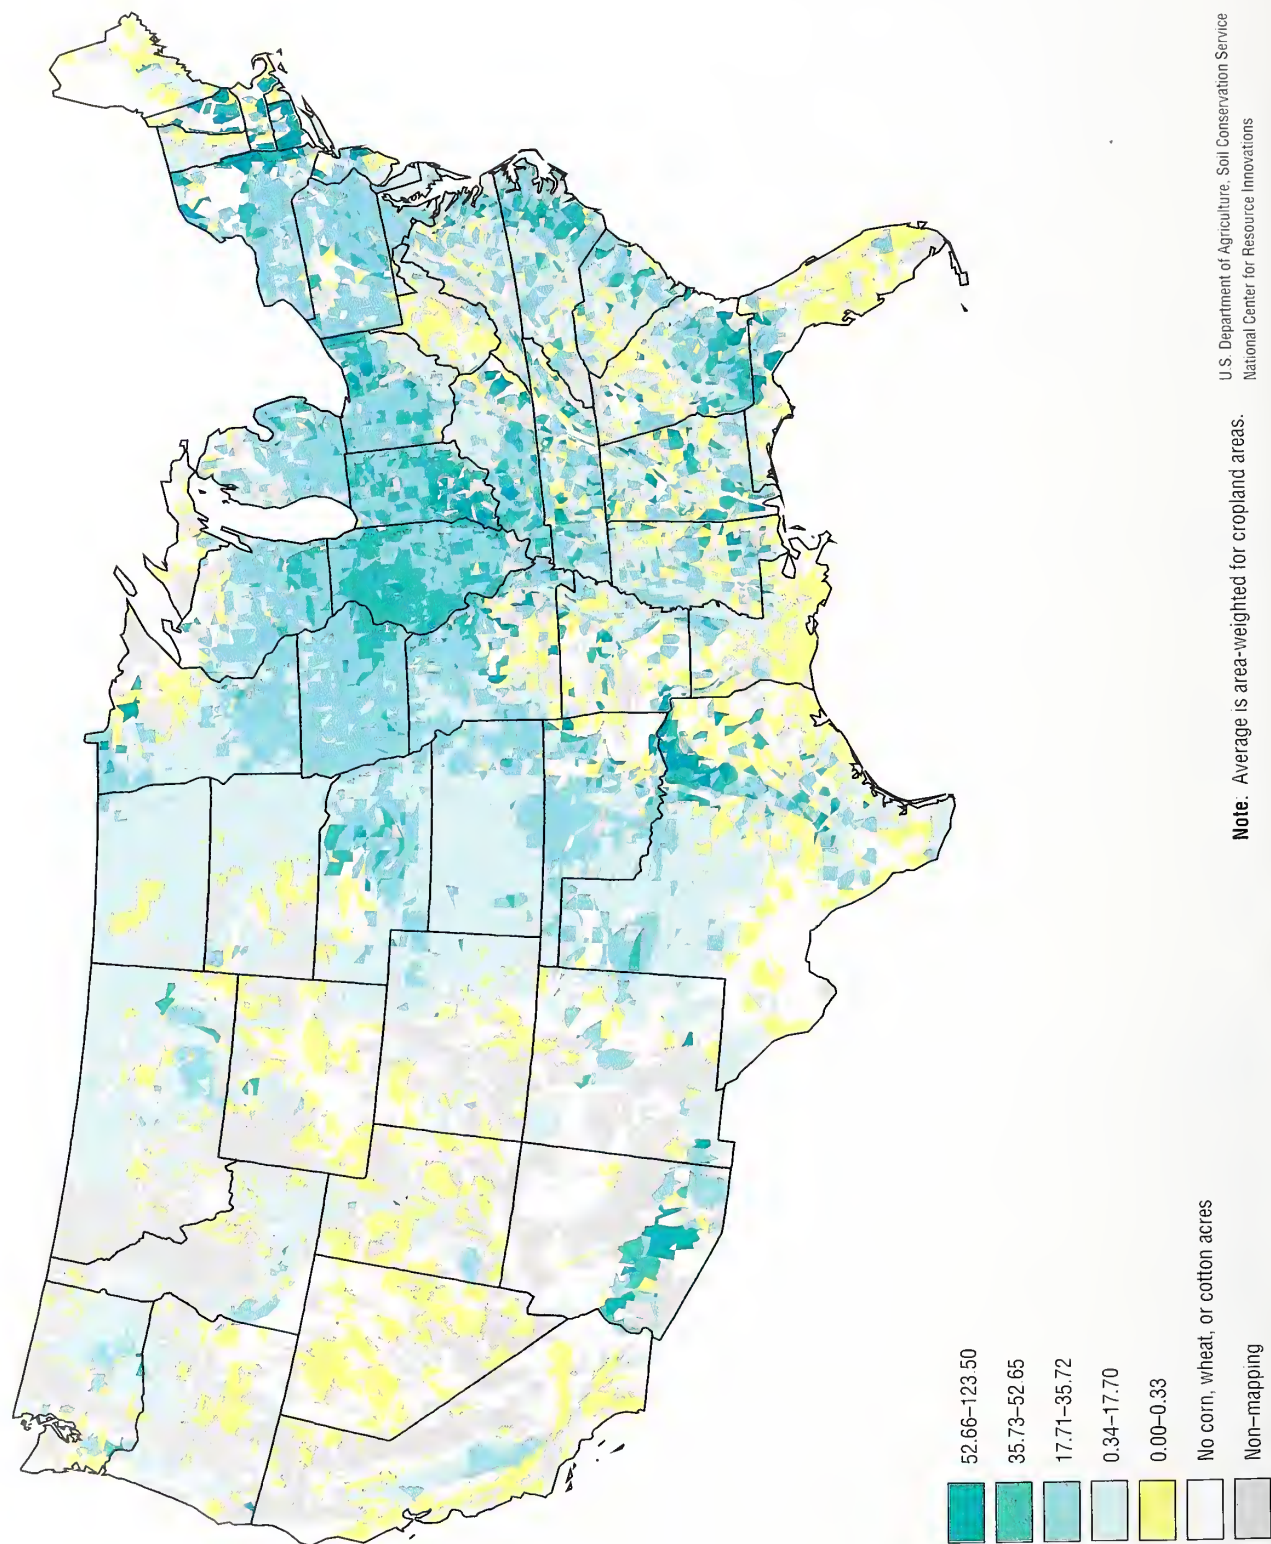 52.66–123.50
35.73–52.65
17.71–35.72
0.34–17.70
0.00–0.33
No corn, wheat, or cotton acres
Non–mapping
Note: Average is area-weighted for cropland areas.
U.S. Department of Agriculture, Soil Conservation Service
National Center for Resource Innovations